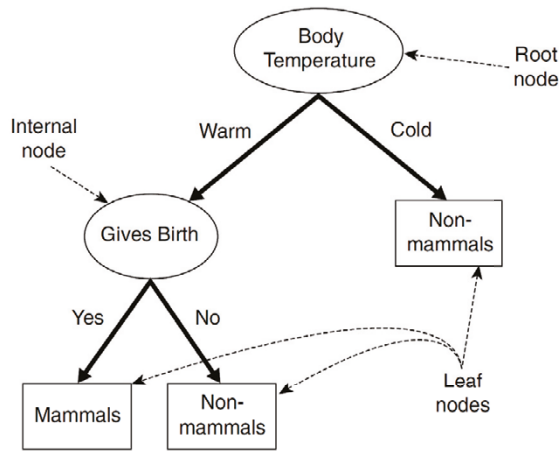 Body
Temperature
Root
node
Internal
node
Warm
Cold
Gives Birth
Non-
mammals
Yes
No
Mammals
Non-
mammals
Leaf
nodes